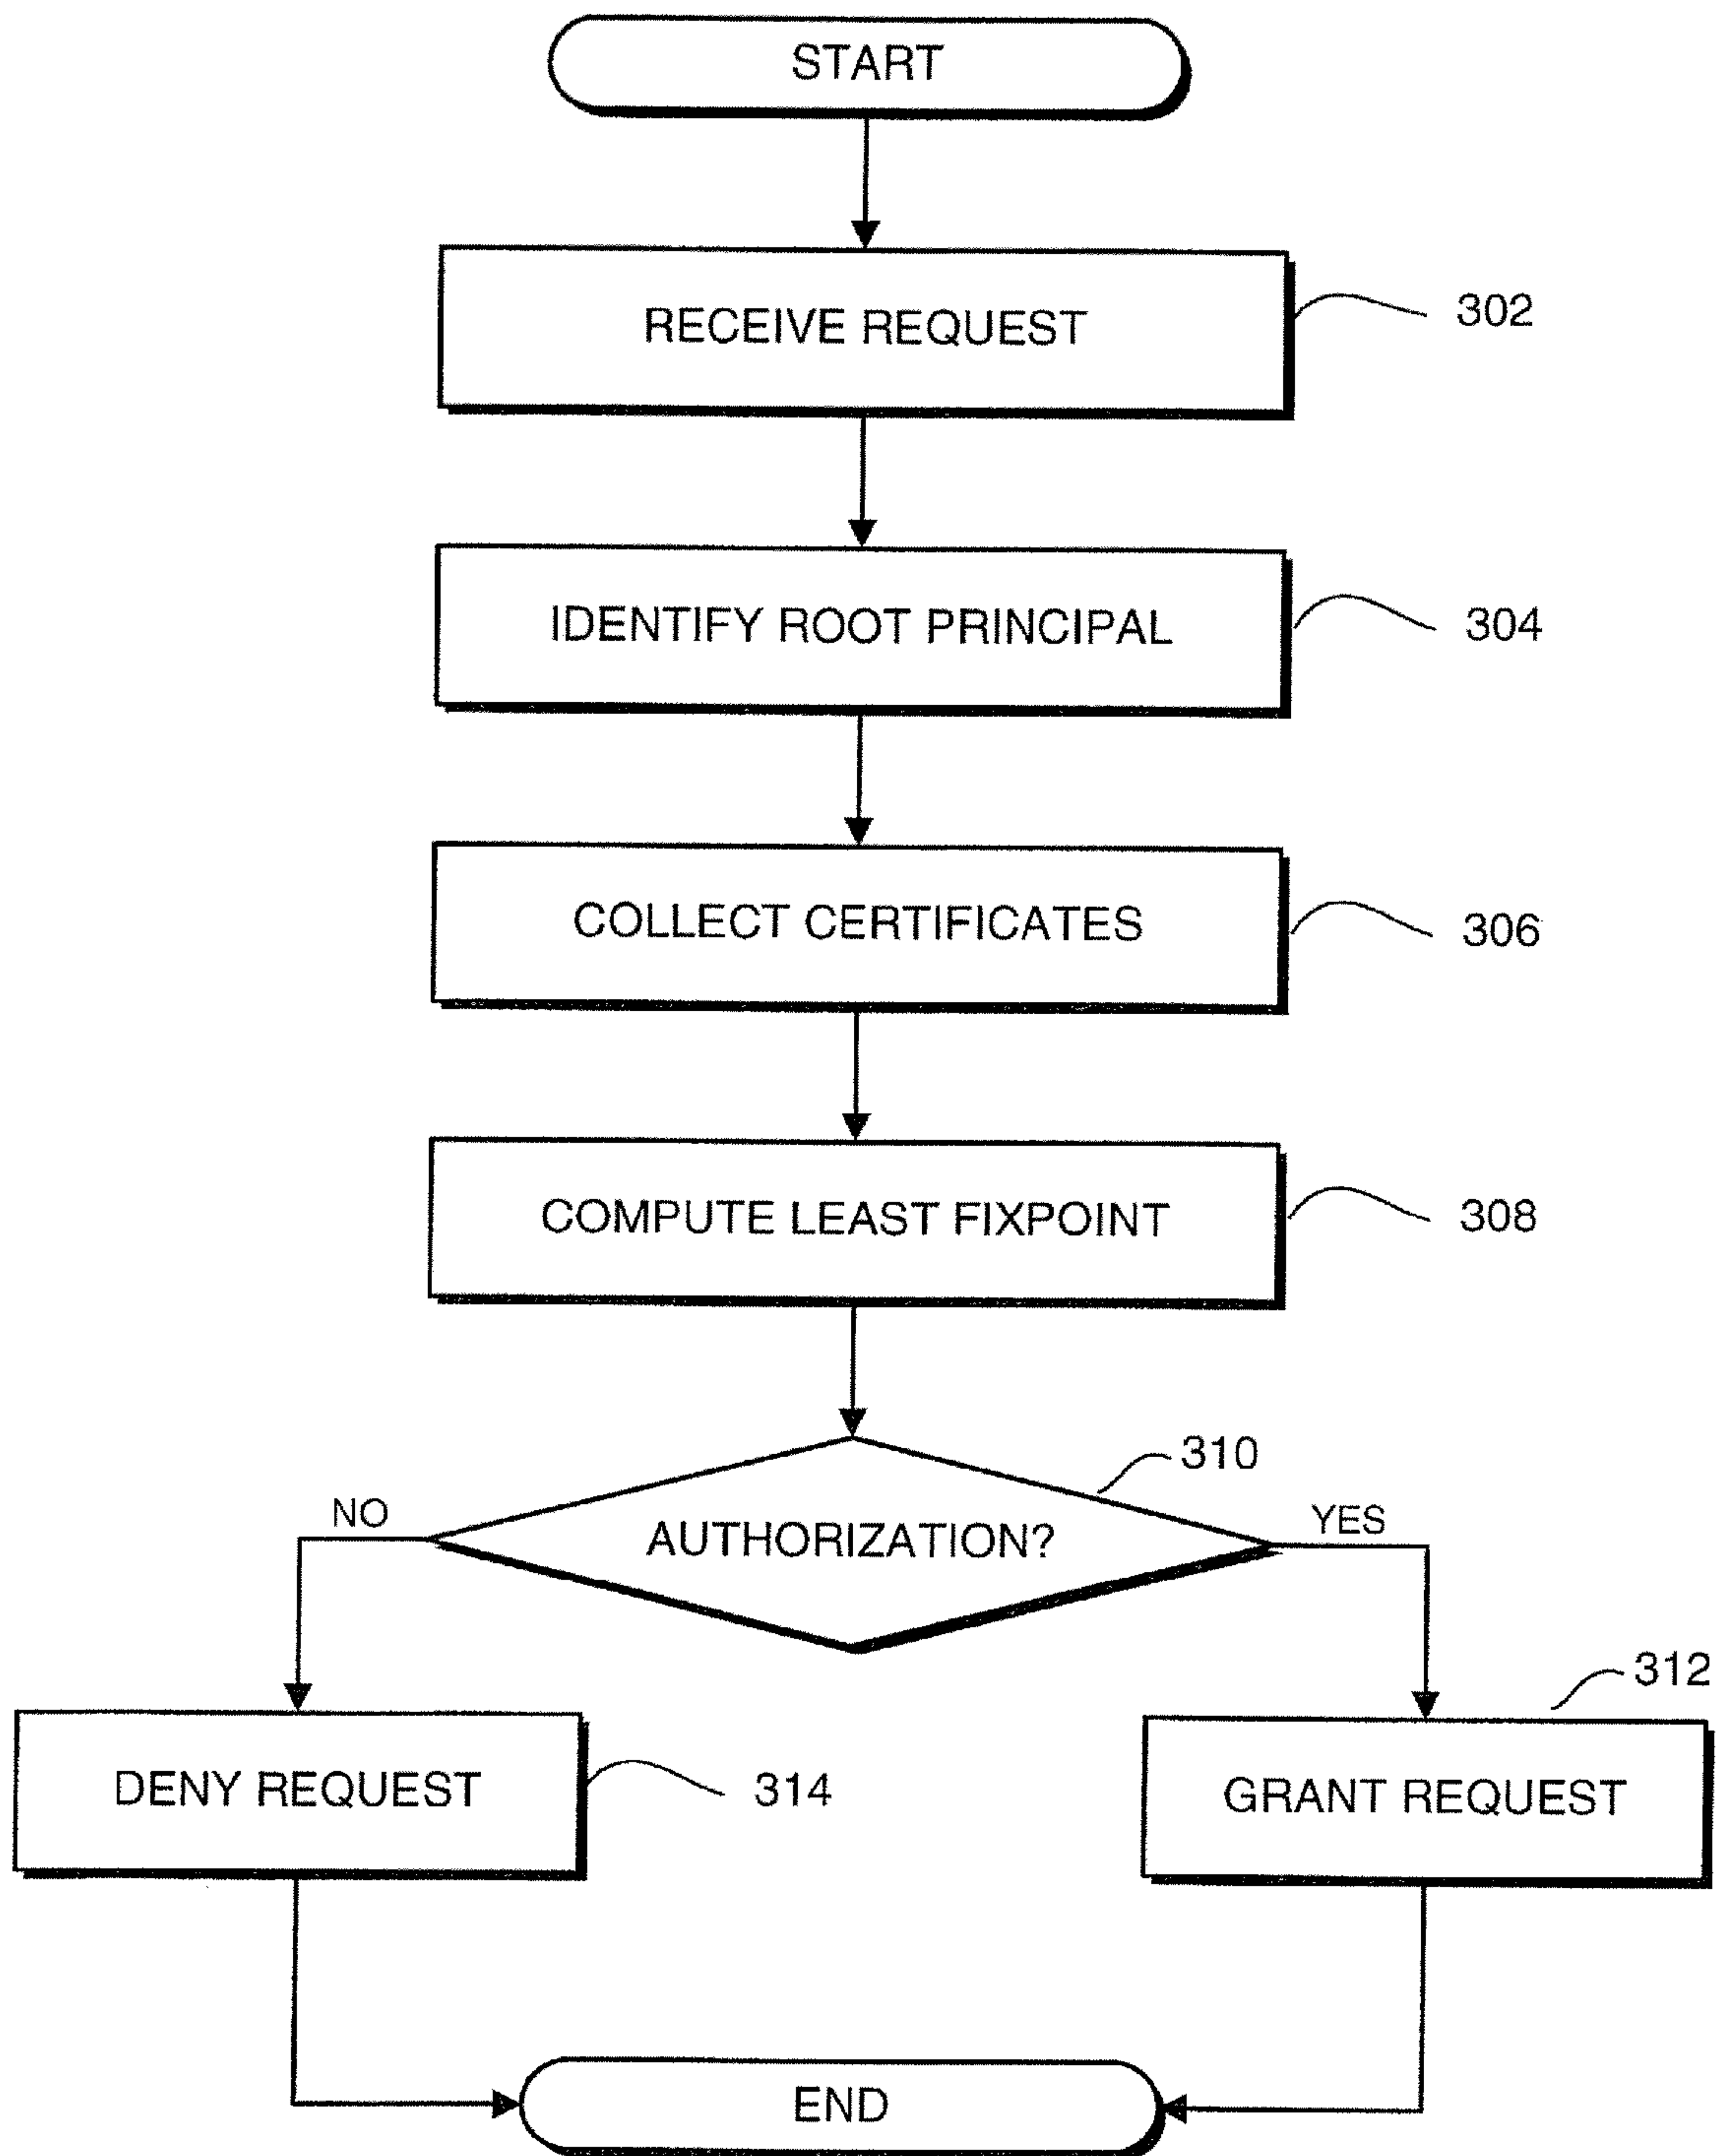 START
RECEIVE REQUEST
302
IDENTIFY ROOT PRINCIPAL
304
COLLECT CERTIFICATES
306
COMPUTE LEAST FIXPOINT
308
310
NO
AUTHORIZATION?
YES
312
DENY REQUEST
314
GRANT REQUEST
END